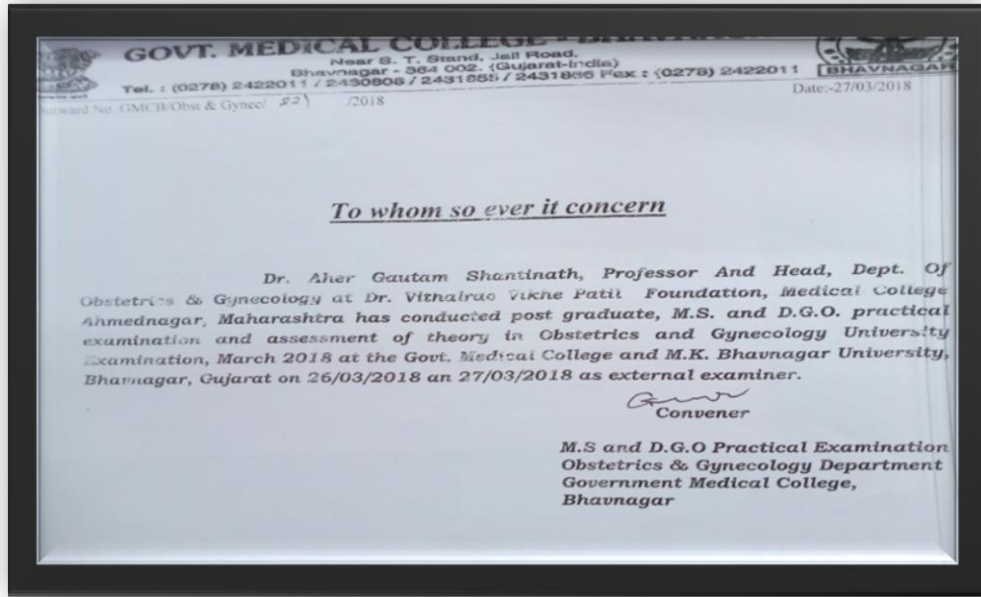 GOVT. MEDICAL COLLEGE
Near S. T. Stand, Jail Road,
Bhavnagar - 364 002. (Gujarat-India)
Tel. : (0278) 2422011 / 2430808 / 2431885 / 2431866 Fax : (0278) 2422011
BHAVNAGAR
No. GMCB/Obst & Gynec/ 221 /2018
Date:-27/03/2018
To whom so ever it concern
Dr. Aher Gautam Shantinath, Professor And Head, Dept. Of
Obstetrics & Gynecology at Dr. Vithalrao Vikhe Patil Foundation, Medical College
Ahmednagar, Maharashtra has conducted post graduate, M.S. and D.G.O. practical
examination and assessment of theory in Obstetrics and Gynecology University
Examination, March 2018 at the Govt. Medical College and M.K. Bhavnagar University,
Bhavnagar, Gujarat on 26/03/2018 an 27/03/2018 as external examiner.
Convener
M.S and D.G.O Practical Examination
Obstetrics & Gynecology Department
Government Medical College,
Bhavnagar